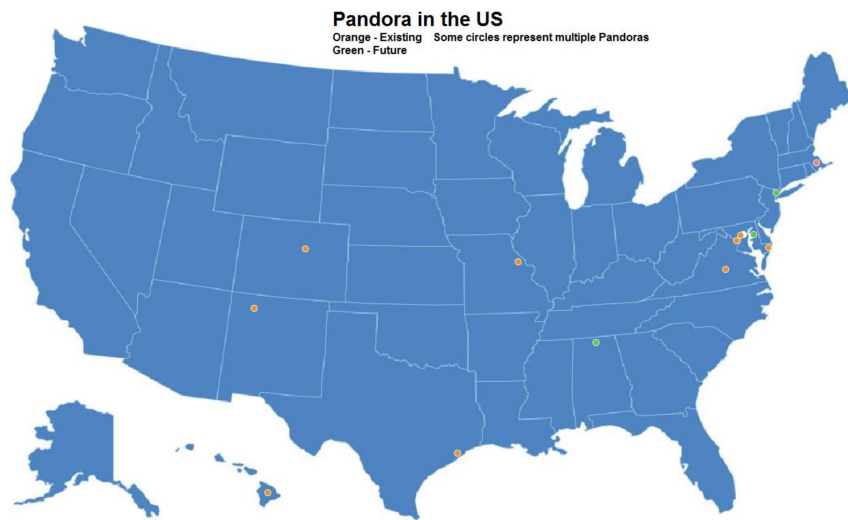 Pandora in the US
Orange - Existing    Some circles represent multiple Pandoras
Green - Future